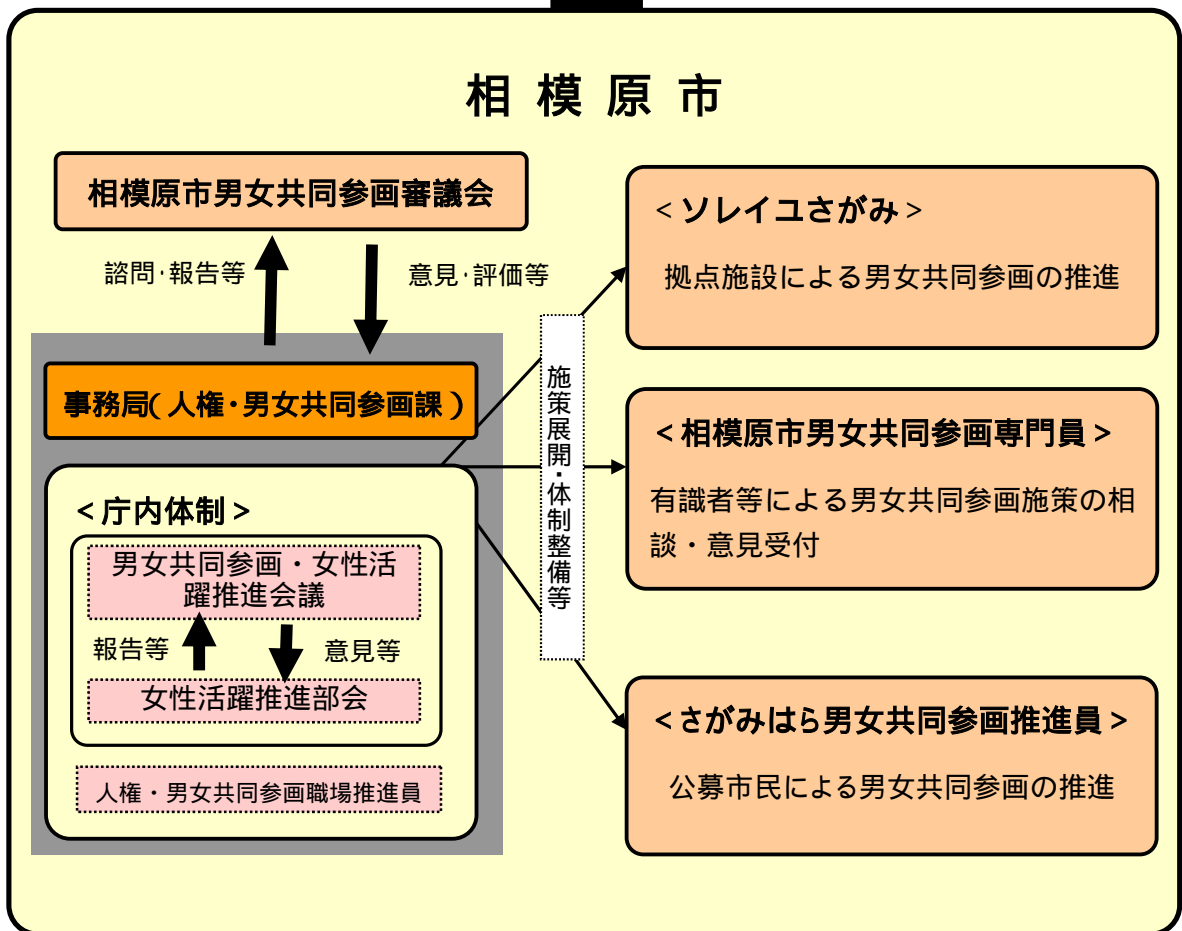 相模原市
相模原市男女共同参画審議会
諮問・報告等
意見・評価等
事務局(人権・男女共同参画課)
<庁内体制>
男女共同参画・女性活
躍推進会議
報告等
意見等
女性活躍推進部会
人権・男女共同参画職場推進員
施策展開・体制整備等
<ソレイユさがみ>
拠点施設による男女共同参画の推進
<相模原市男女共同参画専門員>
有識者等による男女共同参画施策の相
談・意見受付
<さがみはら男女共同参画推進員>
公募市民による男女共同参画の推進